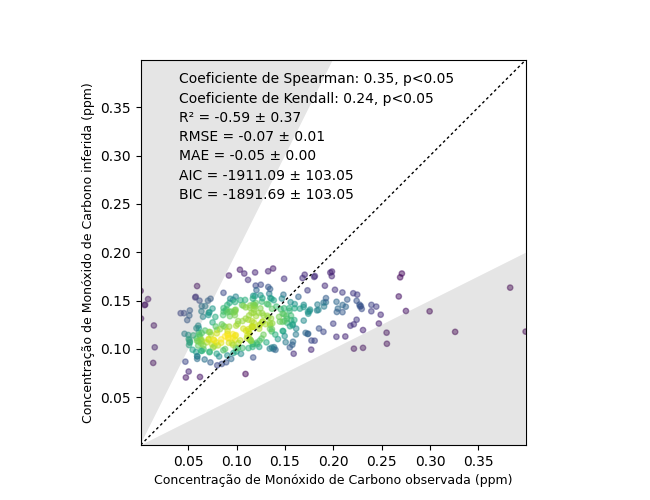 Coeficiente de Spearman: 0.35, p<0.05
Coeficiente de Kendall: 0.24, p<0.05
R² = -0.59 ± 0.37
RMSE = -0.07 ± 0.01
MAE = -0.05 ± 0.00
AIC = -1911.09 ± 103.05
BIC = -1891.69 ± 103.05
Concentração de Monóxido de Carbono inferida (ppm)
0.35
0.30
0.25
0.20
0.15
0.10
0.05
0.05 0.10 0.15 0.20 0.25 0.30 0.35
Concentração de Monóxido de Carbono observada (ppm)